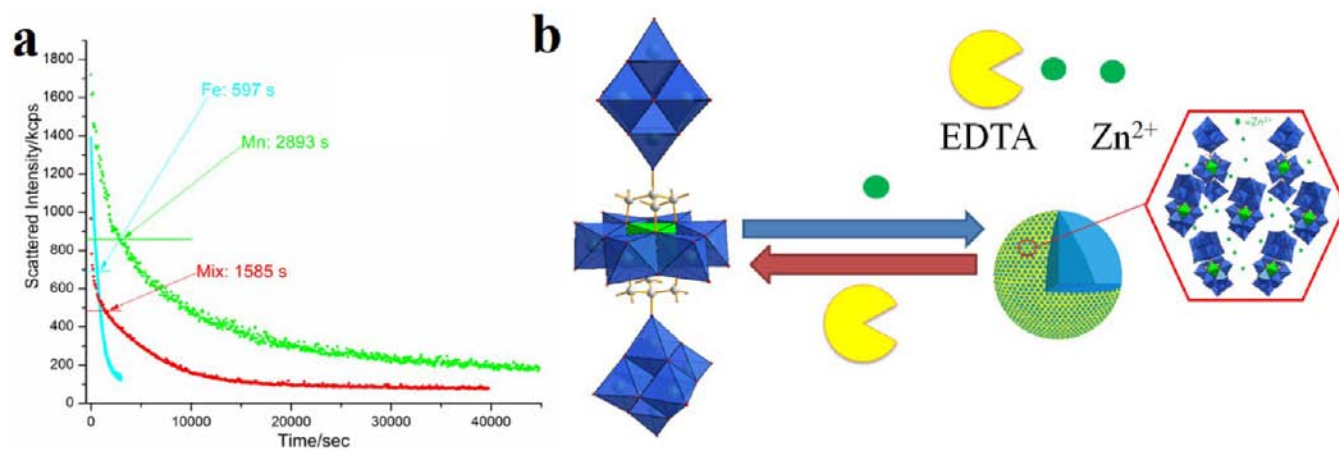 a
Scattered Intensity/kcps
1800
1600
1400
1200
1000
800
600
400
200
0
Fe: 597 s
Mn: 2893 s
Mix: 1585 s
0
10000
20000
30000
40000
Time/sec
b
EDTA
Zn²⁺
=Zn²⁺